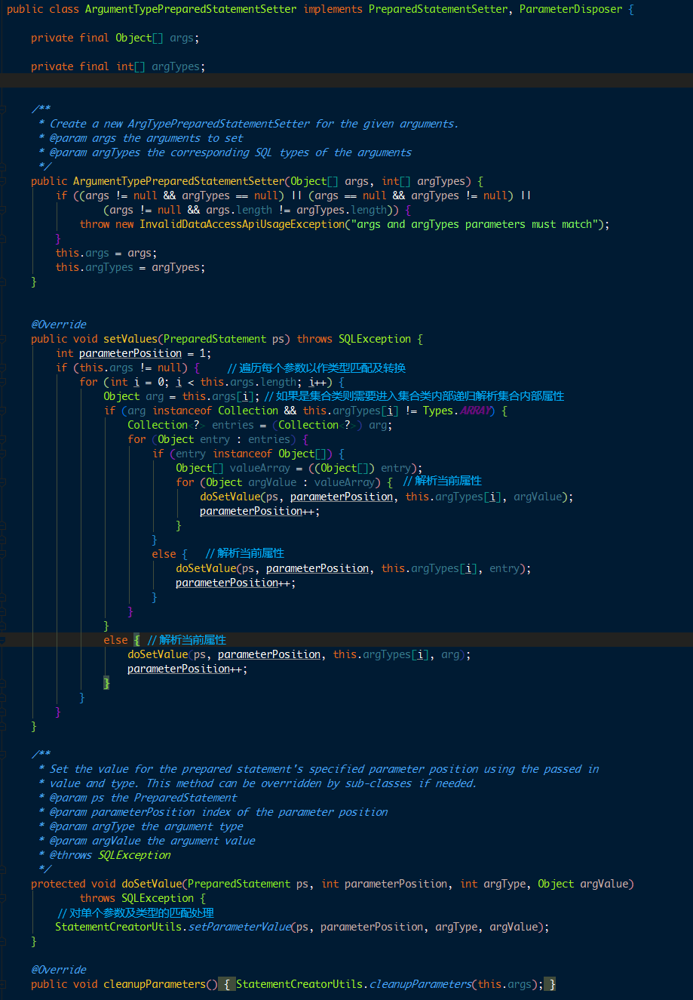 public class ArgumentTypePreparedStatementSetter implements PreparedStatementSetter, ParameterDisposer {
private final Object[] args;
private final int[] argTypes;
/**
* Create a new ArgTypePreparedStatementSetter for the given arguments.
* @param args the arguments to set
* @param argTypes the corresponding SQL types of the arguments
*/
public ArgumentTypePreparedStatementSetter(Object[] args, int[] argTypes) {
if ((args != null && argTypes == null) || (args == null && argTypes != null) ||
(args != null && args.length != argTypes.length)) {
throw new InvalidDataAccessApiUsageException("args and argTypes parameters must match");
}
this.args = args;
this.argTypes = argTypes;
}
@Override
public void setValues(PreparedStatement ps) throws SQLException {
int parameterPosition = 1;
if (this.args != null) { //遍历每个参数以作类型匹配及转换
for (int i = 0; i < this.args.length; i++) {
Object arg = this.args[i]; //如果是集合类则需要进入集合类内部递归解析集合内部属性
if (arg instanceof Collection && this.argTypes[i] != Types.ARRAY) {
Collection<?> entries = (Collection<?>) arg;
for (Object entry : entries) {
if (entry instanceof Object[]) {
Object[] valueArray = ((Object[]) entry);
for (Object argValue : valueArray) { //解析当前属性
doSetValue(ps, parameterPosition, this.argTypes[i], argValue);
parameterPosition++;
}
}
else { //解析当前属性
doSetValue(ps, parameterPosition, this.argTypes[i], entry);
parameterPosition++;
}
}
}
else { //解析当前属性
doSetValue(ps, parameterPosition, this.argTypes[i], arg);
parameterPosition++;
}
}
}
}
/**
* Set the value for the prepared statement's specified parameter position using the passed in
* value and type. This method can be overridden by sub-classes if needed.
* @param ps the PreparedStatement
* @param parameterPosition index of the parameter position
* @param argType the argument type
* @param argValue the argument value
* @throws SQLException
*/
protected void doSetValue(PreparedStatement ps, int parameterPosition, int argType, Object argValue)
throws SQLException {
//对单个参数及类型的匹配处理
StatementCreatorUtils.setParameterValue(ps, parameterPosition, argType, argValue);
}
@Override
public void cleanupParameters() { StatementCreatorUtils.cleanupParameters(this.args); }